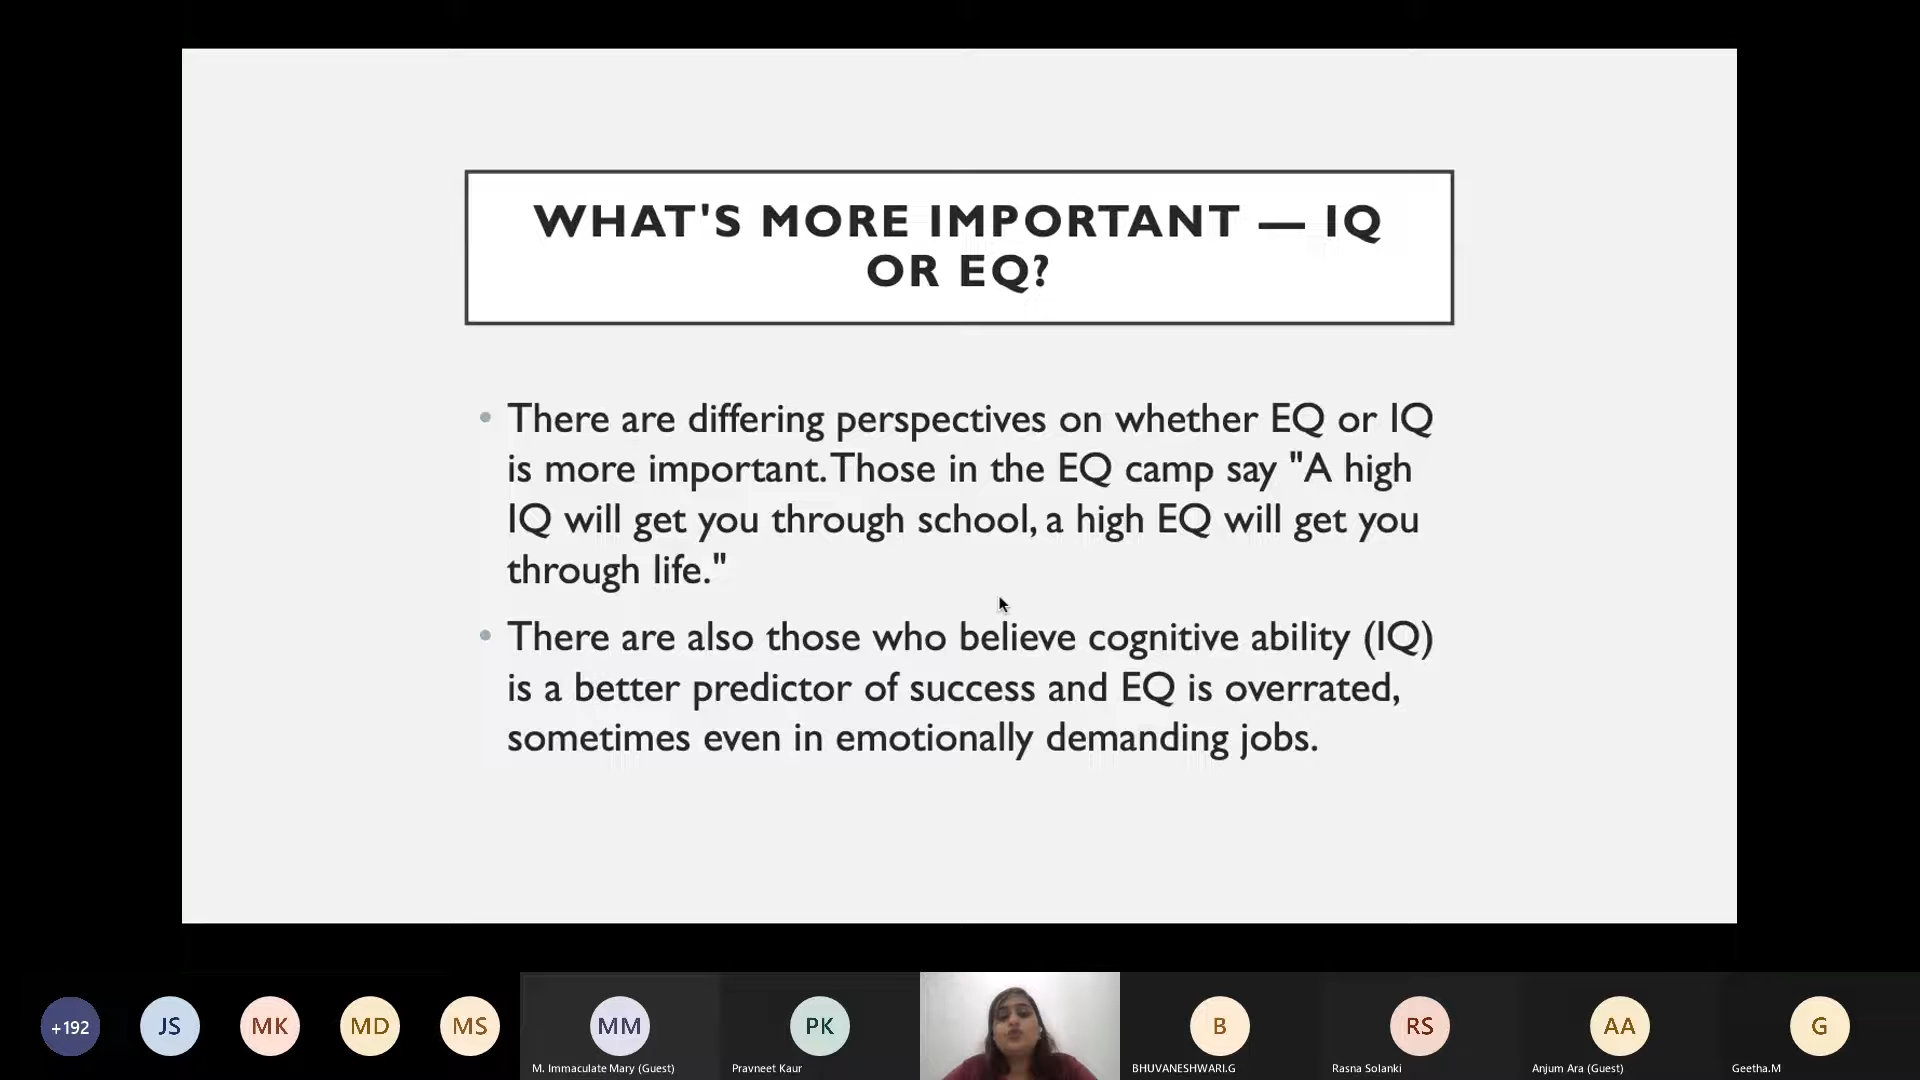 WHAT'S MORE IMPORTANT — IQ
OR EQ?
• There are differing perspectives on whether EQ or IQ
is more important. Those in the EQ camp say "A high
IQ will get you through school, a high EQ will get you
through life."
• There are also those who believe cognitive ability (IQ)
is a better predictor of success and EQ is overrated,
sometimes even in emotionally demanding jobs.
+192
JS
MK
MD
MS
MM
PK
B
RS
AA
G
M. Immaculate Mary (Guest)
Pravneet Kaur
BHUVANESHWARI.G
Rasna Solanki
Anjum Ara (Guest)
Geetha.M